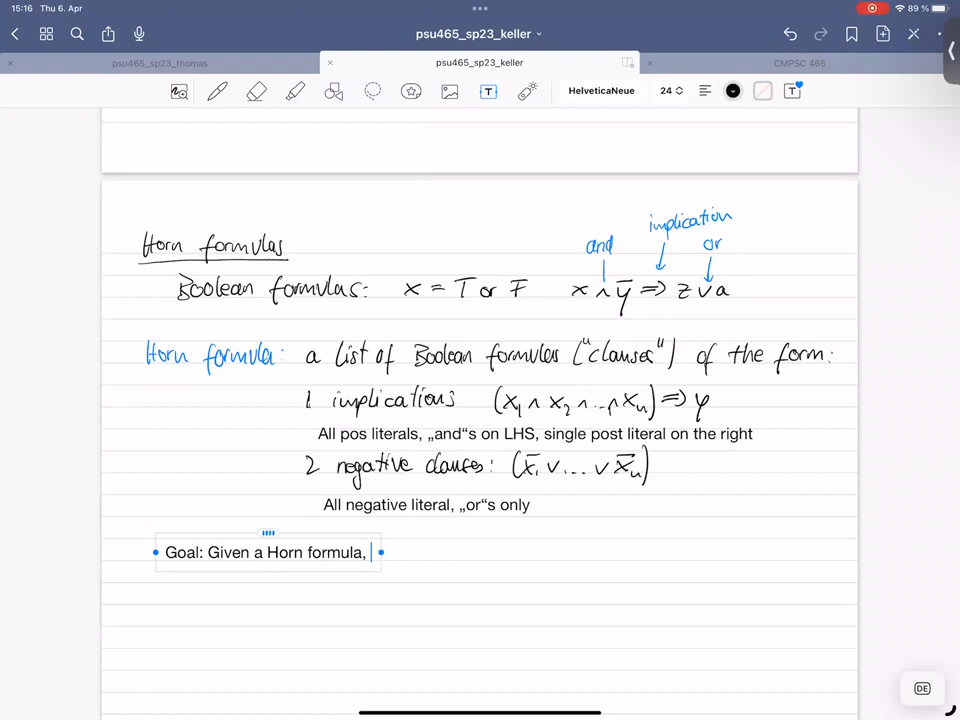 15:16 Thu 6. Apr
89 %
psu465_sp23_keller
psu465_sp23_thomas
psu465_sp23_keller
CMPSC 465
HelveticaNeue
24
implication
and
or
Horn formulas
Boolean formulas: x = T or F x ∧ y̅ ⇒ z ∨ a
Horn formula: a list of Boolean formulas ("clauses") of the form:
1 implications (x₁ ∧ x₂ ∧ ... ∧ xₙ) ⇒ y
All pos literals, „and“s on LHS, single post literal on the right
2 negative clauses: (x̅₁ ∨ ... ∨ x̅ₙ)
All negative literal, „or“s only
Goal: Given a Horn formula,
DE